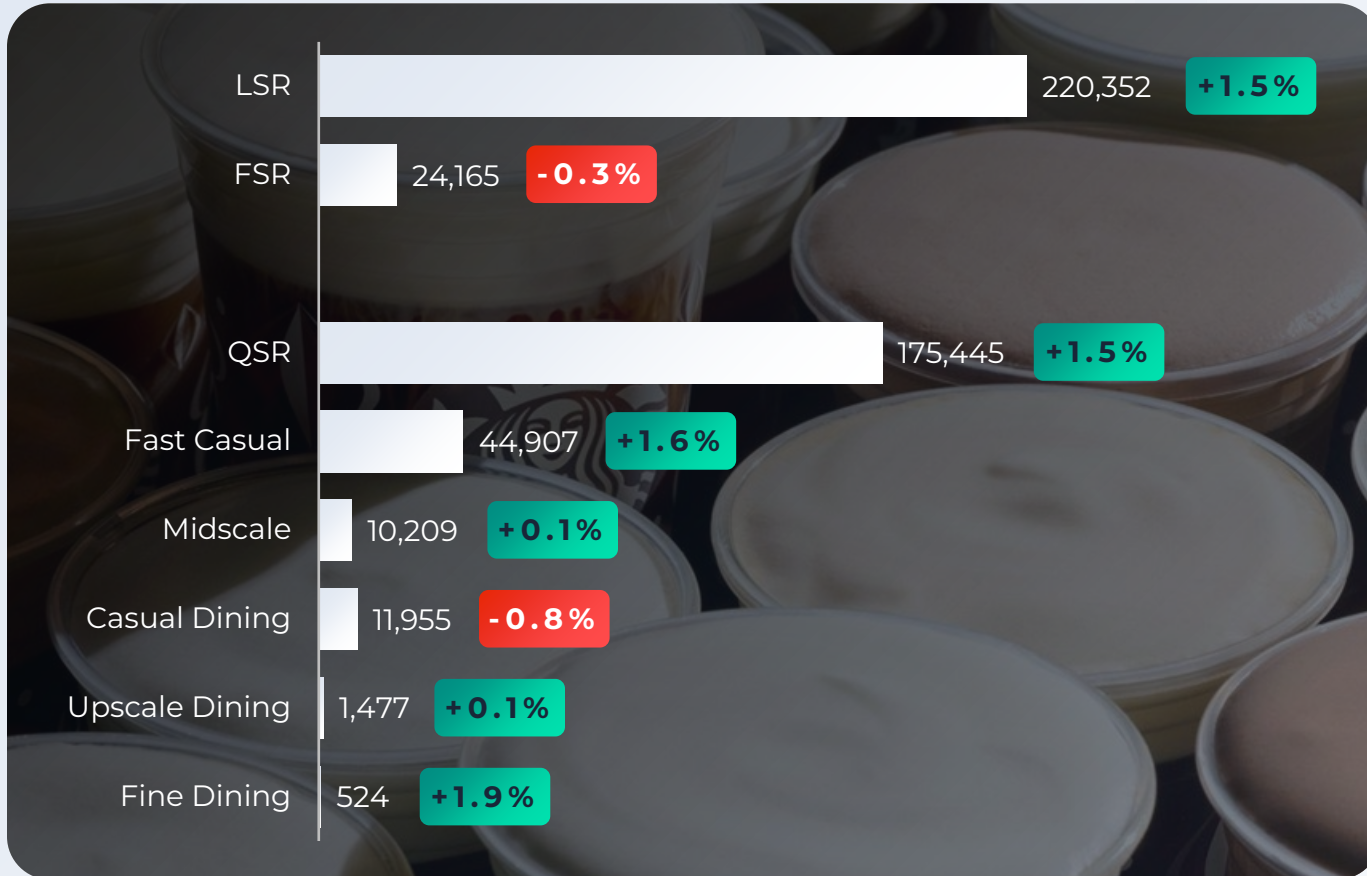 LSR 220,352 +1.5%
FSR 24,165 -0.3%
QSR 175,445 +1.5%
Fast Casual 44,907 +1.6%
Midscale 10,209 +0.1%
Casual Dining 11,955 -0.8%
Upscale Dining 1,477 +0.1%
Fine Dining 524 +1.9%